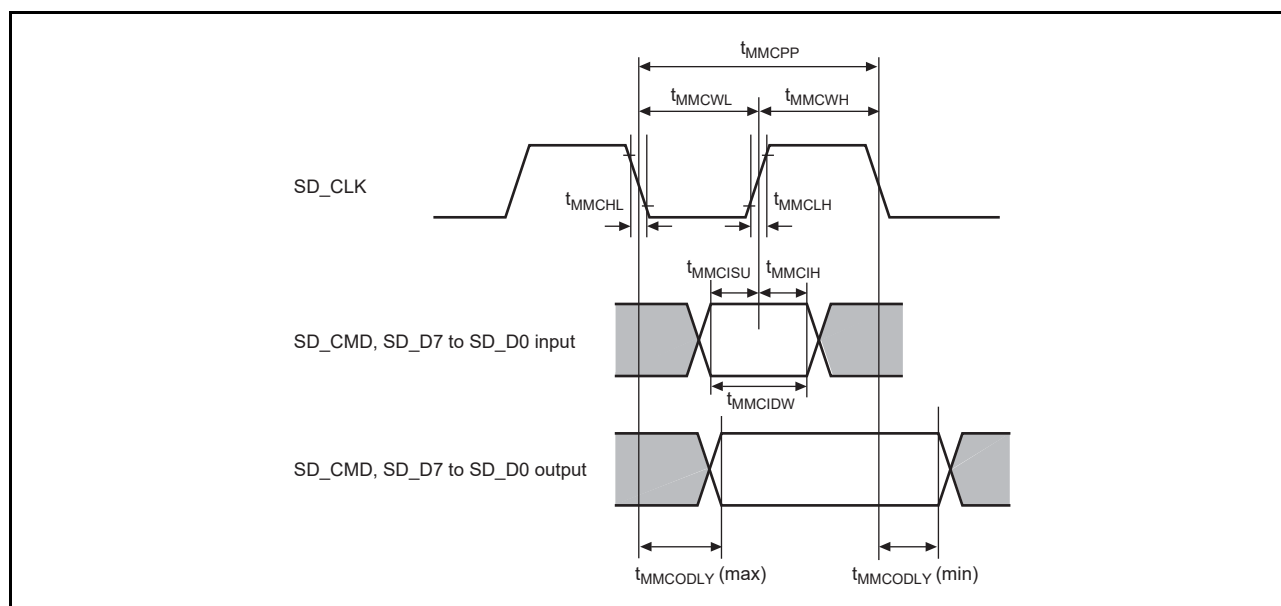 tMMCPP
tMMCWL tMMCWH
SD_CLK
tMMCHL tMMCLH
tMMCISU tMMCIH
SD_CMD, SD_D7 to SD_D0 input
tMMCIDW
SD_CMD, SD_D7 to SD_D0 output
tMMCODLY (max) tMMCODLY (min)